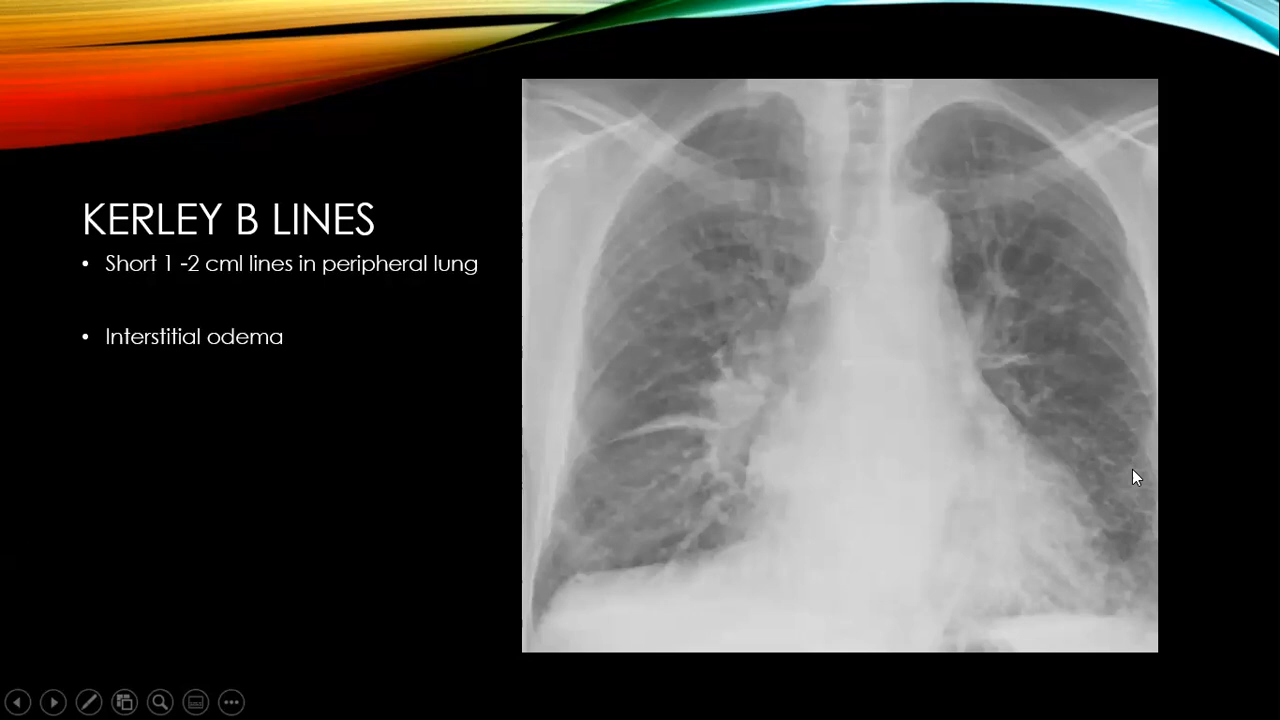 KERLEY B LINES
• Short 1 -2 cml lines in peripheral lung
• Interstitial odema